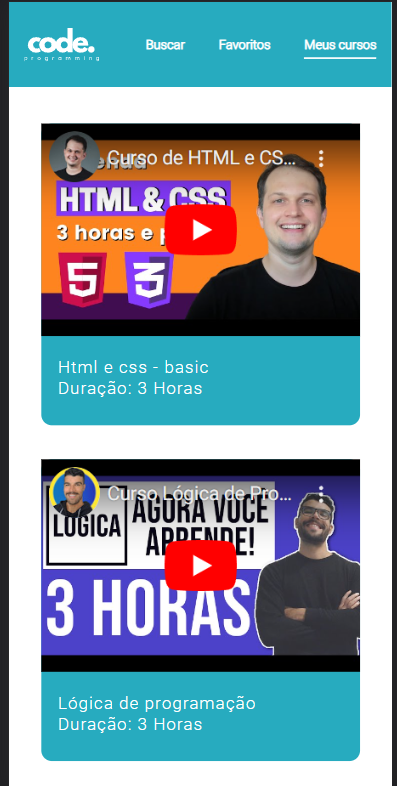 code.
programming
Buscar
Favoritos
Meus cursos
Curso de HTML e CS...
HTML & CSS
3 horas e
5
3
Html e css - basic
Duração: 3 Horas
Curso Lógica de Pro...
LÓGICA
AGORA VOCÊ
APRENDE!
3 HORAS
Lógica de programação
Duração: 3 Horas